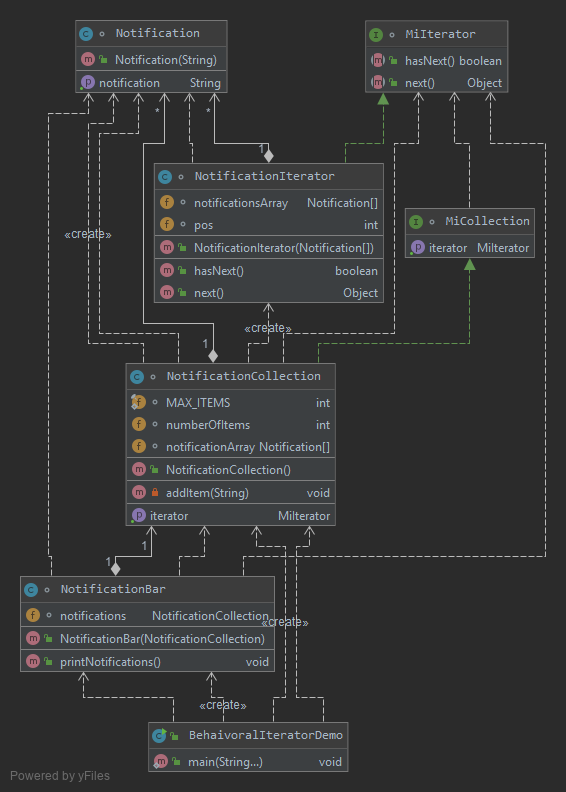 Notification
Notification(String)
notification String
MiIterator
hasNext() boolean
next() Object
* *
1
NotificationIterator
notificationsArray Notification[]
pos int
NotificationIterator(Notification[])
hasNext() boolean
next() Object
MiCollection
iterator MiIterator
«create»
«create»
1
NotificationCollection
MAX_ITEMS int
numberOfItems int
notificationArray Notification[]
NotificationCollection()
addItem(String) void
iterator MiIterator
1
1
NotificationBar
notifications NotificationCollection
NotificationBar(NotificationCollection)
printNotifications() void
«create»
«create»
BehaivoralIteratorDemo
main(String...) void
Powered by yFiles